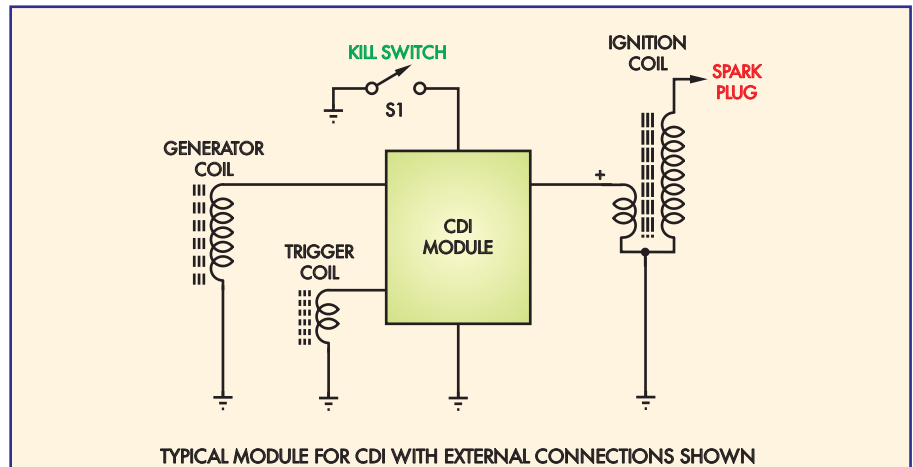 KILL SWITCH
S1
IGNITION
COIL
SPARK
PLUG
GENERATOR
COIL
TRIGGER
COIL
CDI
MODULE
+
TYPICAL MODULE FOR CDI WITH EXTERNAL CONNECTIONS SHOWN